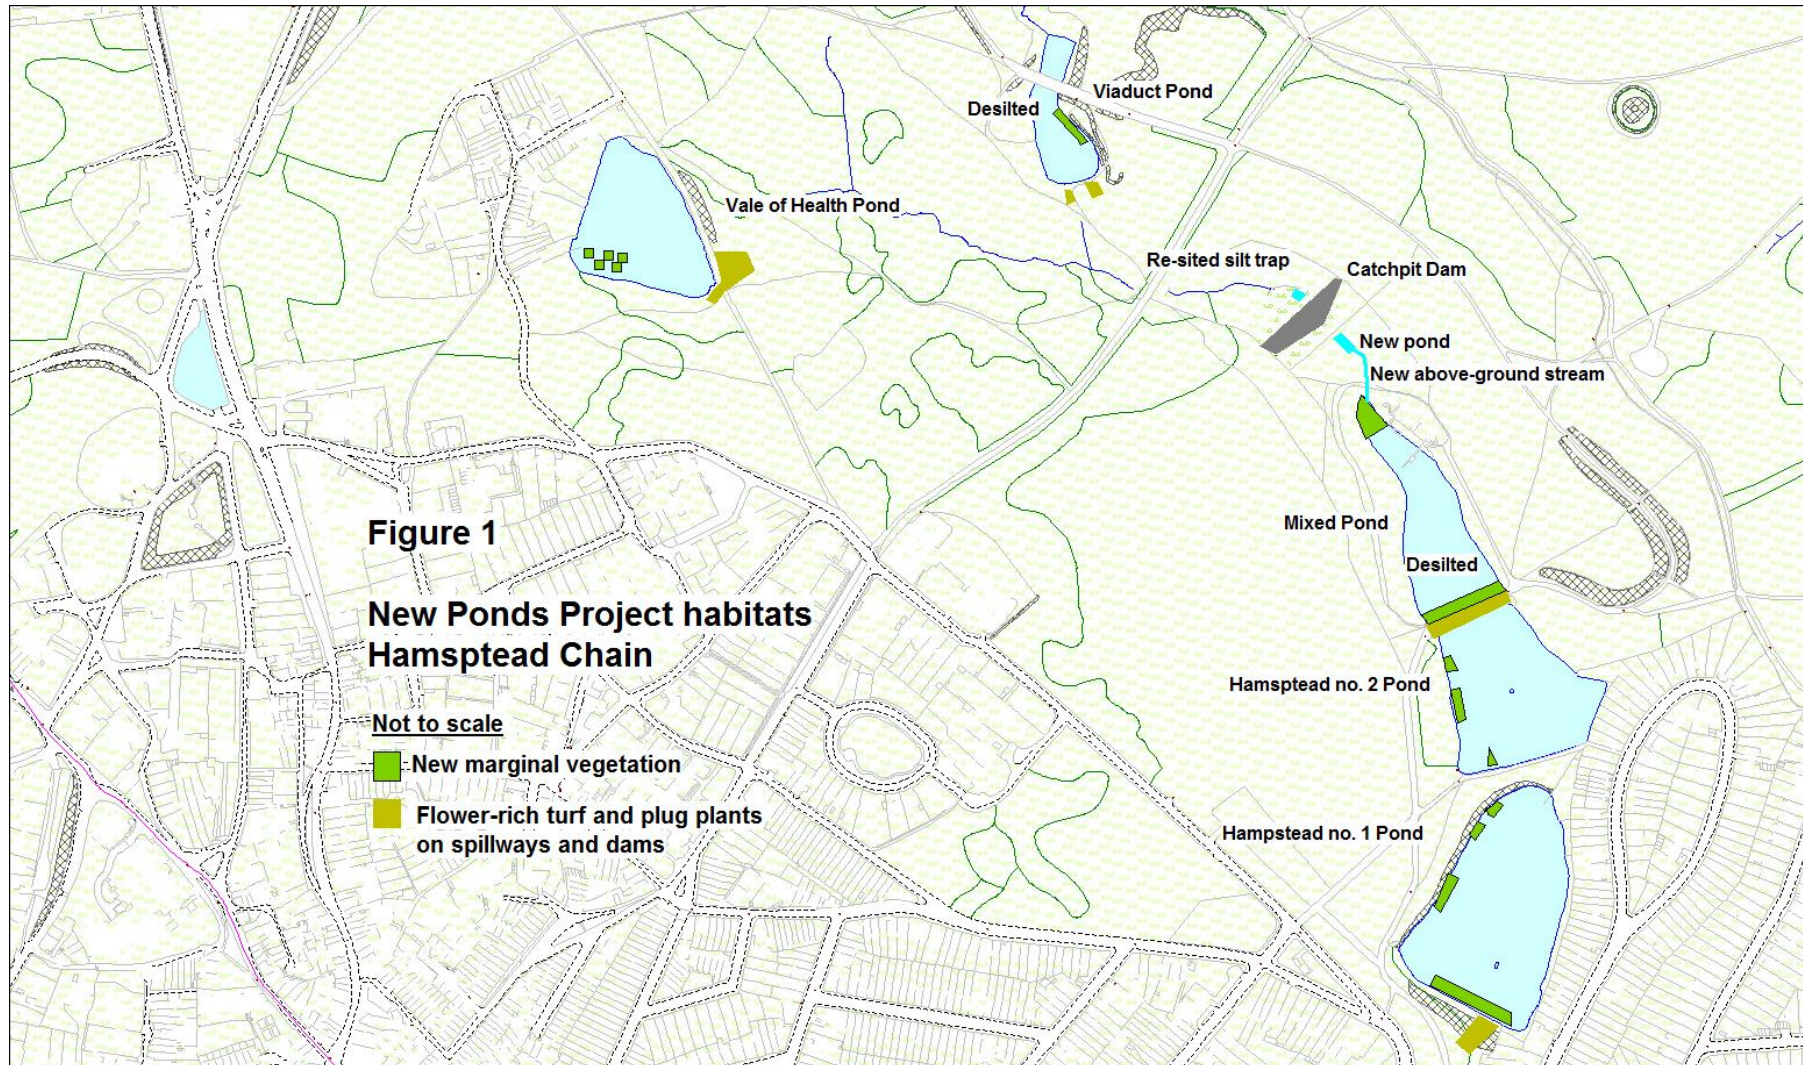 Viaduct Pond
Desilted
Vale of Health Pond
Re-sited silt trap
Catchpit Dam
New pond
New above-ground stream
Mixed Pond
Desilted
Figure 1
New Ponds Project habitats
Hamsptead Chain
Hamsptead no. 2 Pond
Not to scale
New marginal vegetation
Flower-rich turf and plug plants
on spillways and dams
Hampstead no. 1 Pond